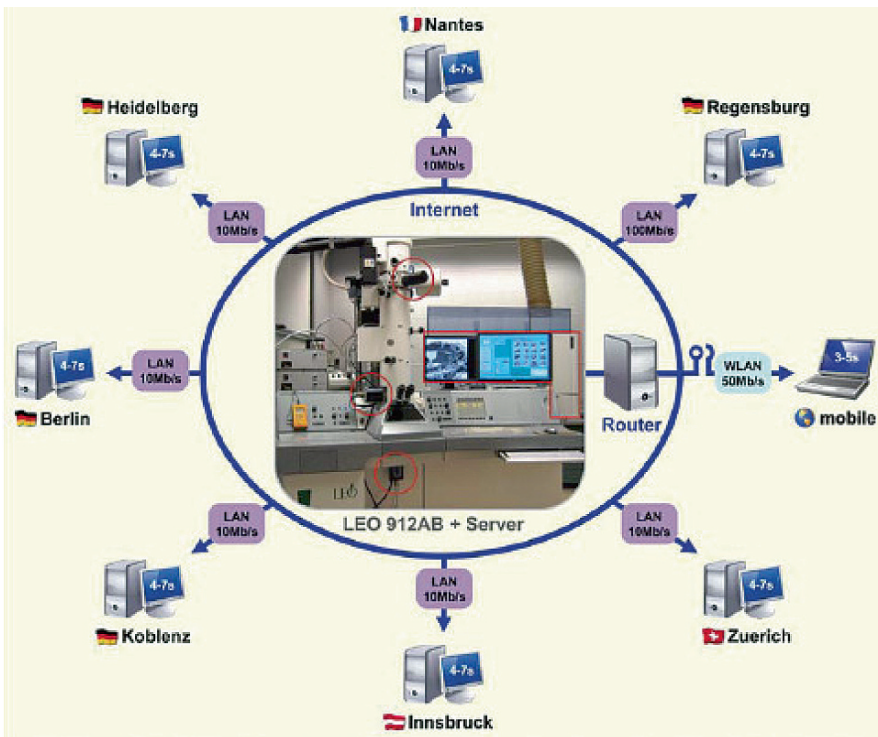 Nantes
4-7s
LAN
10Mb/s
Heidelberg
4-7s
LAN
10Mb/s
Regensburg
4-7s
LAN
100Mb/s
Internet
Berlin
4-7s
LAN
10Mb/s
Router
WLAN
50Mb/s
3-5s
mobile
LEO
LEO 912AB + Server
Koblenz
4-7s
LAN
10Mb/s
LAN
10Mb/s
4-7s
Innsbruck
LAN
10Mb/s
4-7s
Zuerich